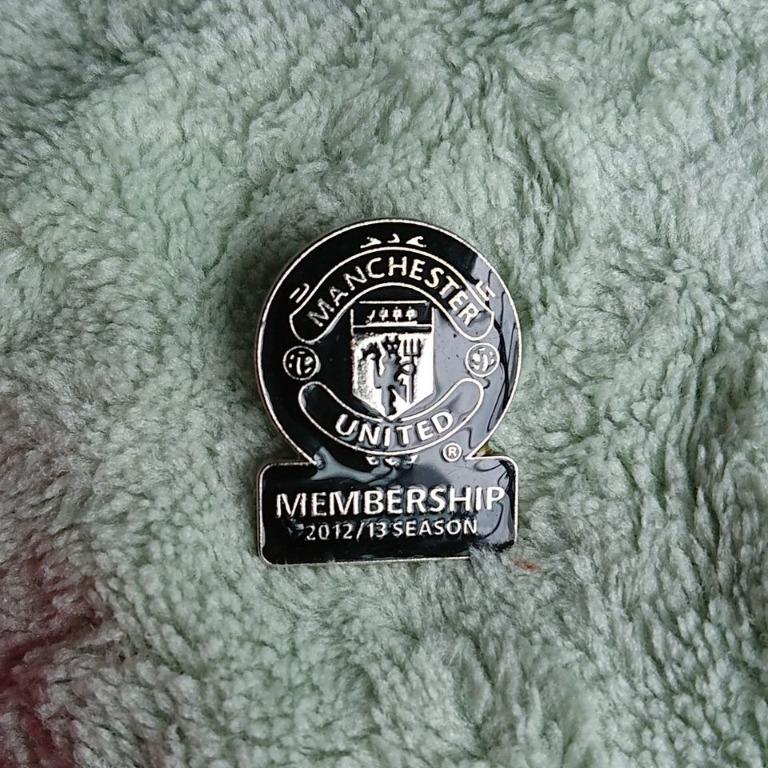 MANCHESTER
UNITED
®
MEMBERSHIP
2012/13 SEASON